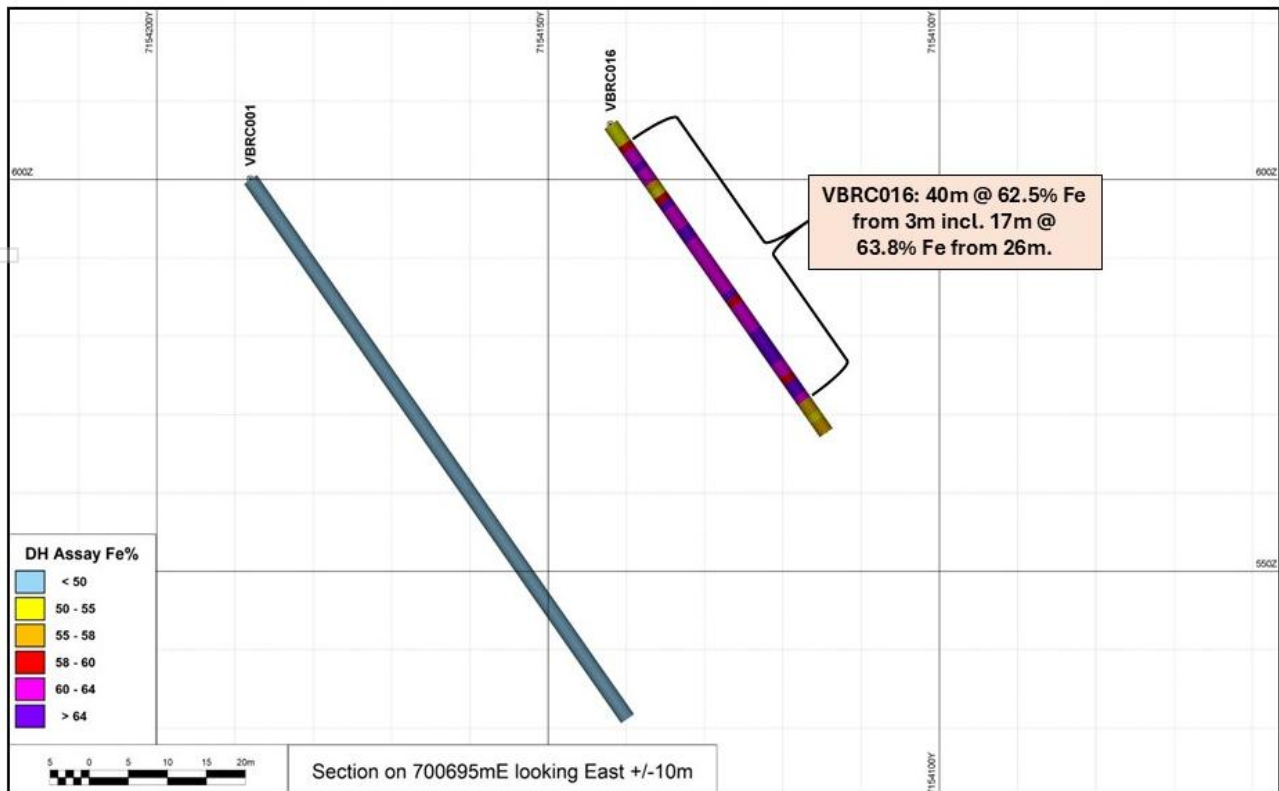 7154200Y
7154150Y
7154100Y
VBRC001
VBRC016
600Z
600Z
VBRC016: 40m @ 62.5% Fe
from 3m incl. 17m @
63.8% Fe from 26m.
550Z
DH Assay Fe%
< 50
50 - 55
55 - 58
58 - 60
60 - 64
> 64
5 0 5 10 15 20m
Section on 700695mE looking East +/-10m
7154100Y